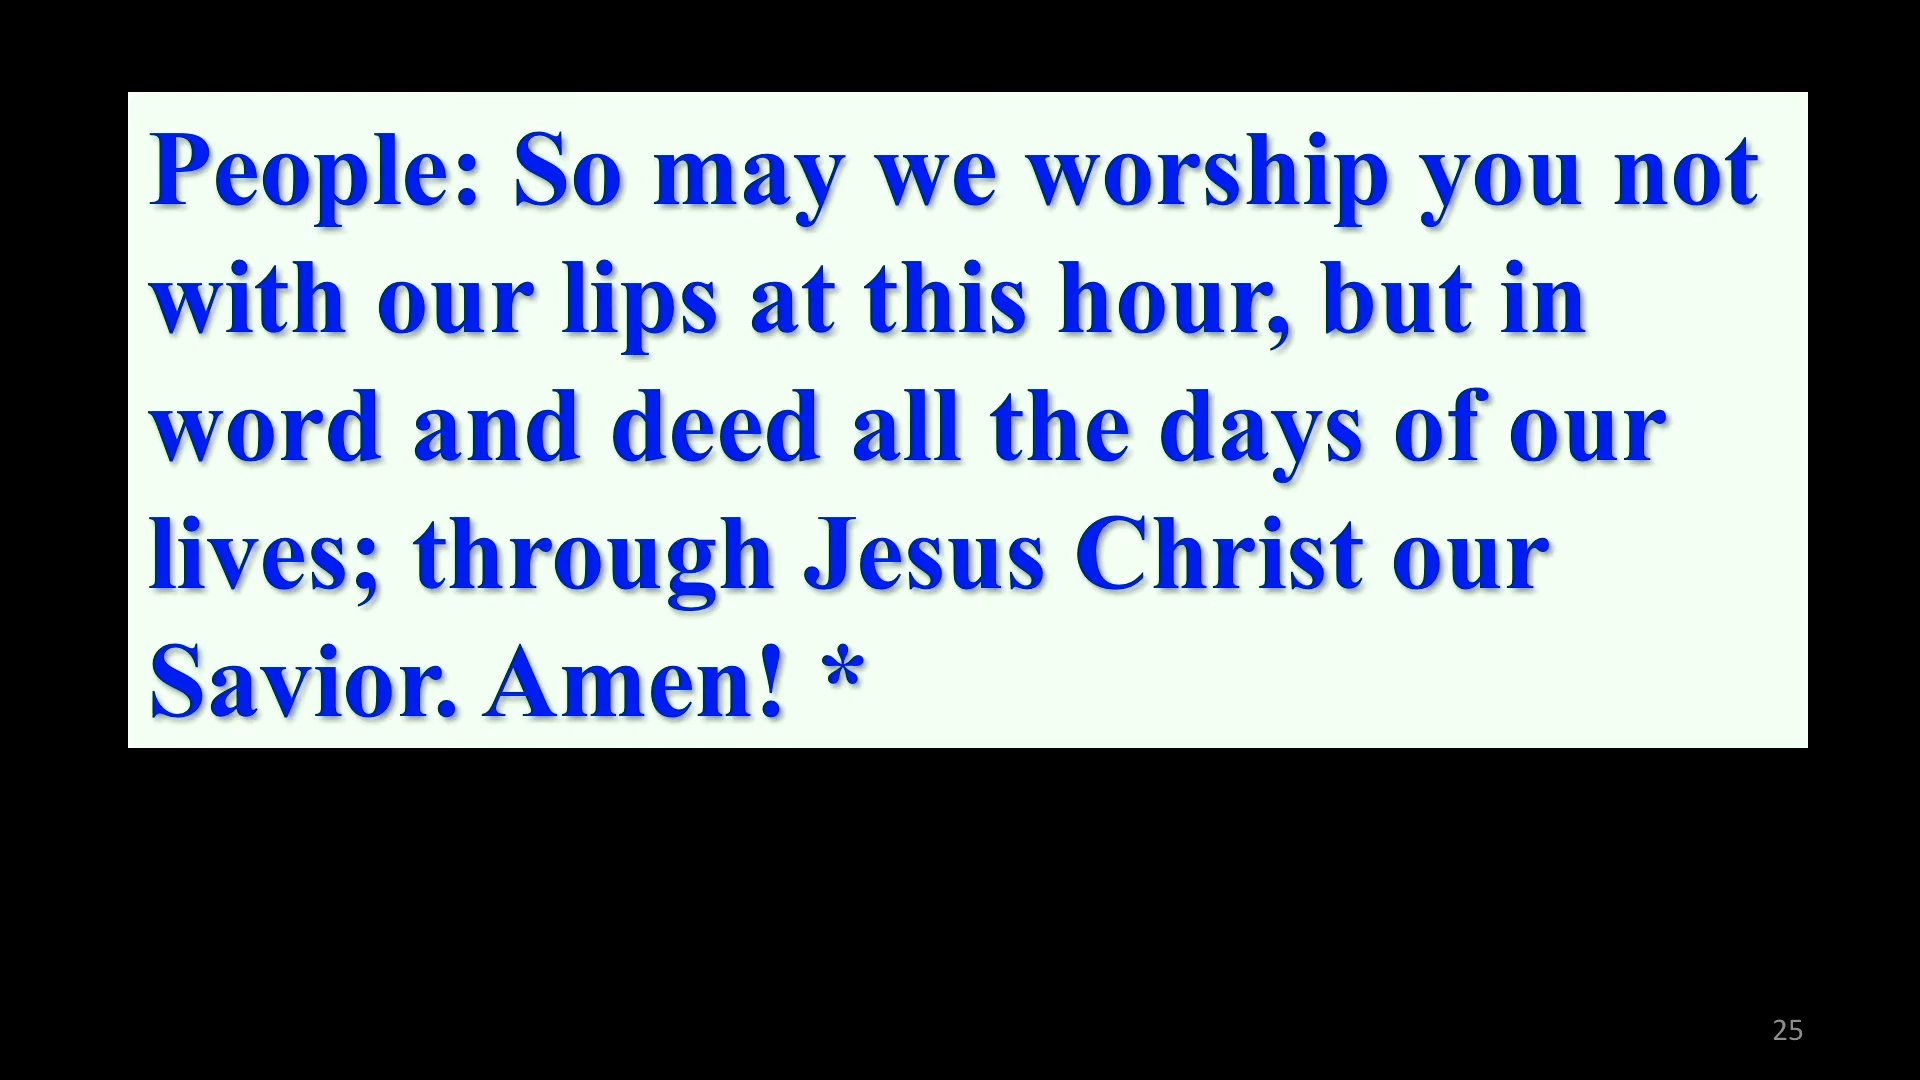 People: So may we worship you not
with our lips at this hour, but in
word and deed all the days of our
lives; through Jesus Christ our
Savior. Amen! *
25